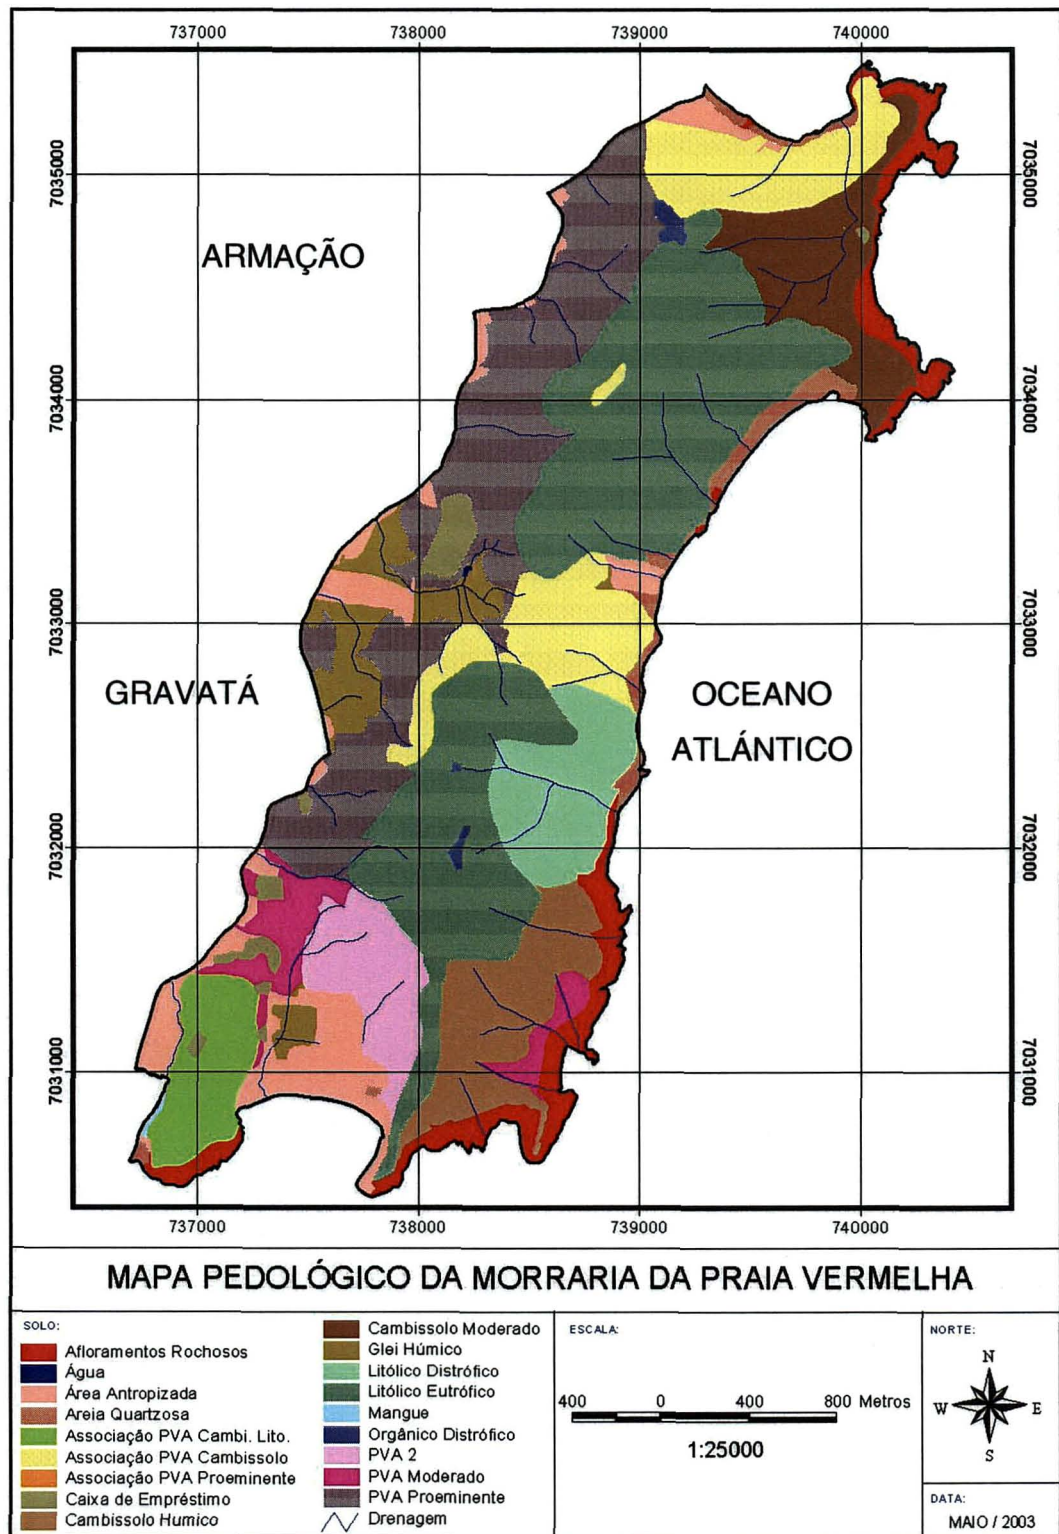 737000 738000 739000 740000
7035000 7035000
ARMAÇÃO
7034000 7034000
7033000 7033000
GRAVATÁ
OCEANO
ATLÁNTICO
7032000 7032000
7031000 7031000
737000 738000 739000 740000
MAPA PEDOLÓGICO DA MORRARIA DA PRAIA VERMELHA
SOLO:
Afloramentos Rochosos
Água
Área Antropizada
Areia Quartzosa
Associação PVA Cambi. Lito.
Associação PVA Cambissolo
Associação PVA Proeminente
Caixa de Empréstimo
Cambissolo Humico
Cambissolo Moderado
Glei Húmico
Litólico Distrófico
Litólico Eutrófico
Mangue
Orgânico Distrófico
PVA 2
PVA Moderado
PVA Proeminente
Drenagem
ESCALA:
400 0 400 800 Metros
1:25000
NORTE:
N
W E
S
DATA:
MAIO / 2003